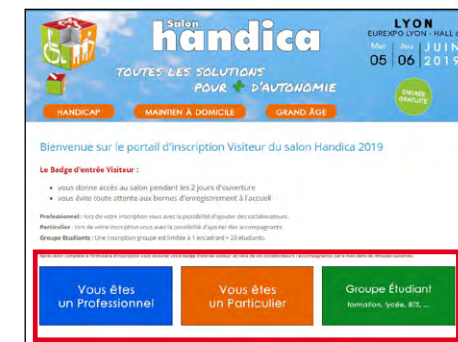 Salon
handica
TOUTES LES SOLUTIONS
POUR + D'AUTONOMIE
LYON
EUREXPO LYON - HALL 6
Mer Jeu JUIN
05 06 2019
ENTRÉE
GRATUITE
HANDICAP MAINTIEN À DOMICILE GRAND ÂGE
Bienvenue sur le portail d'inscription Visiteur du salon Handica 2019
Le Badge d'entrée Visiteur :
• vous donne accès au salon pendant les 2 jours d'ouverture
• vous évite toute attente aux bornes d'enregistrement à l'accueil
Professionnel : lors de votre inscription vous avez la possibilité d'ajouter des collaborateurs.
Particulier : lors de votre inscription vous avez la possibilité d'ajouter des accompagnants
Groupe Etudiants : Une inscription groupe est limitée à 1 encadrant + 20 étudiants.
Vous êtes
un Professionnel
Vous êtes
un Particulier
Groupe Étudiant
formation, lycée, BTS, ...